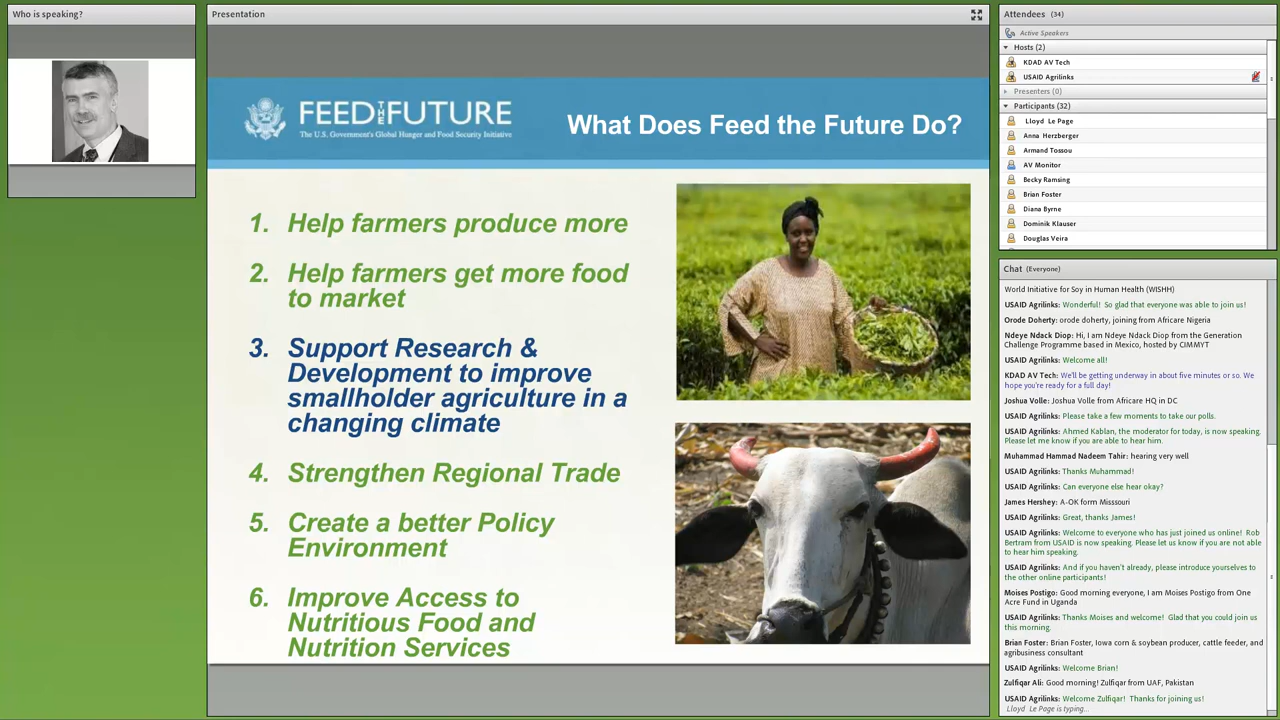 Who is speaking?
Presentation
FEED THE FUTURE
The U.S. Government's Global Hunger and Food Security Initiative
What Does Feed the Future Do?
1. Help farmers produce more
2. Help farmers get more food
to market
3. Support Research &
Development to improve
smallholder agriculture in a
changing climate
4. Strengthen Regional Trade
5. Create a better Policy
Environment
6. Improve Access to
Nutritious Food and
Nutrition Services
Attendees (34)
Active Speakers
Hosts (2)
KDAD AV Tech
USAID Agrilinks
Presenters (0)
Participants (32)
Lloyd Le Page
Anna Herzberger
Armand Tossou
AV Monitor
Becky Ramsing
Brian Foster
Diana Byrne
Dominik Klauser
Douglas Veira
Chat (Everyone)
World Initiative for Soy in Human Health (WISHH)
USAID Agrilinks: Wonderful! So glad that everyone was able to join us!
Orode Doherty: orode doherty, joining from Africare Nigeria
Ndeye Ndack Diop: Hi, I am Ndeye Ndack Diop from the Generation
Challenge Programme based in Mexico, hosted by CIMMYT
USAID Agrilinks: Welcome all!
KDAD AV Tech: We'll be getting underway in about five minutes or so. We
hope you're ready for a full day!
Joshua Volle: Joshua Volle from Africare HQ in DC
USAID Agrilinks: Please take a few moments to take our polls.
USAID Agrilinks: Ahmed Kablan, the moderator for today, is now speaking.
Please let me know if you are able to hear him.
Muhammad Hammad Nadeem Tahir: hearing very well
USAID Agrilinks: Thanks Muhammad!
USAID Agrilinks: Can everyone else hear okay?
James Hershey: A-OK form Misssouri
USAID Agrilinks: Great, thanks James!
USAID Agrilinks: Welcome to everyone who has just joined us online! Rob
Bertram from USAID is now speaking. Please let us know if you are not able
to hear him speaking.
USAID Agrilinks: And if you haven't already, please introduce yourselves to
the other online participants!
Moises Postigo: Good morning everyone, I am Moises Postigo from One
Acre Fund in Uganda
USAID Agrilinks: Thanks Moises and welcome! Glad that you could join us
this morning.
Brian Foster: Brian Foster, Iowa corn & soybean producer, cattle feeder, and
agribusiness consultant
USAID Agrilinks: Welcome Brian!
Zulfiqar Ali: Good morning! Zulfiqar from UAF, Pakistan
USAID Agrilinks: Welcome Zulfiqar! Thanks for joining us!
Lloyd Le Page is typing...